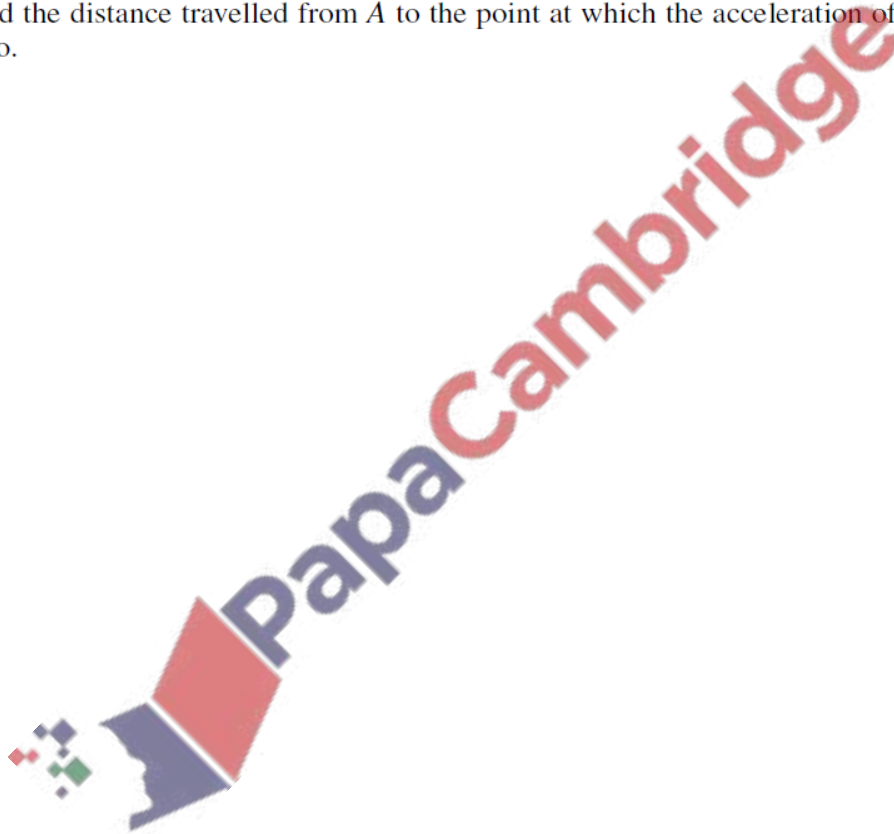 d the distance travelled from A to the point at which the acceleration of
o.
PapaCambridge